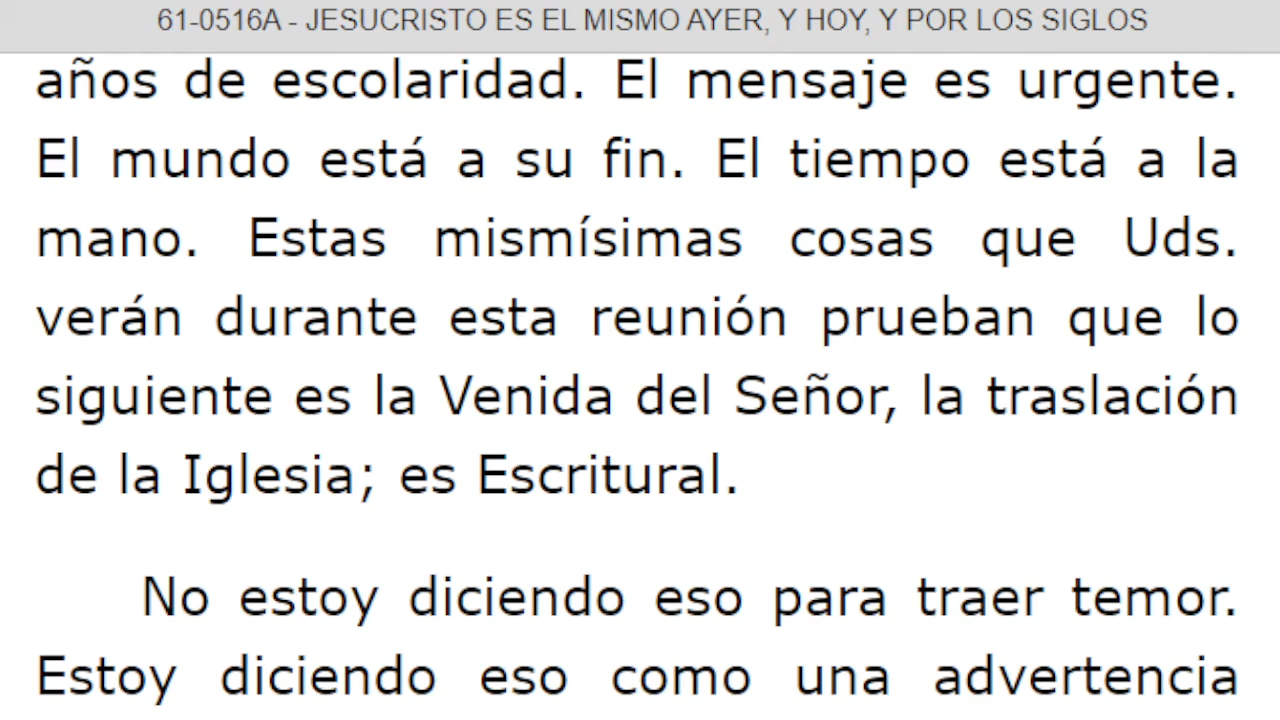 61-0516A - JESUCRISTO ES EL MISMO AYER, Y HOY, Y POR LOS SIGLOS
años de escolaridad. El mensaje es urgente.
El mundo está a su fin. El tiempo está a la
mano. Estas mismísimas cosas que Uds.
verán durante esta reunión prueban que lo
siguiente es la Venida del Señor, la traslación
de la Iglesia; es Escritural.
No estoy diciendo eso para traer temor.
Estoy diciendo eso como una advertencia